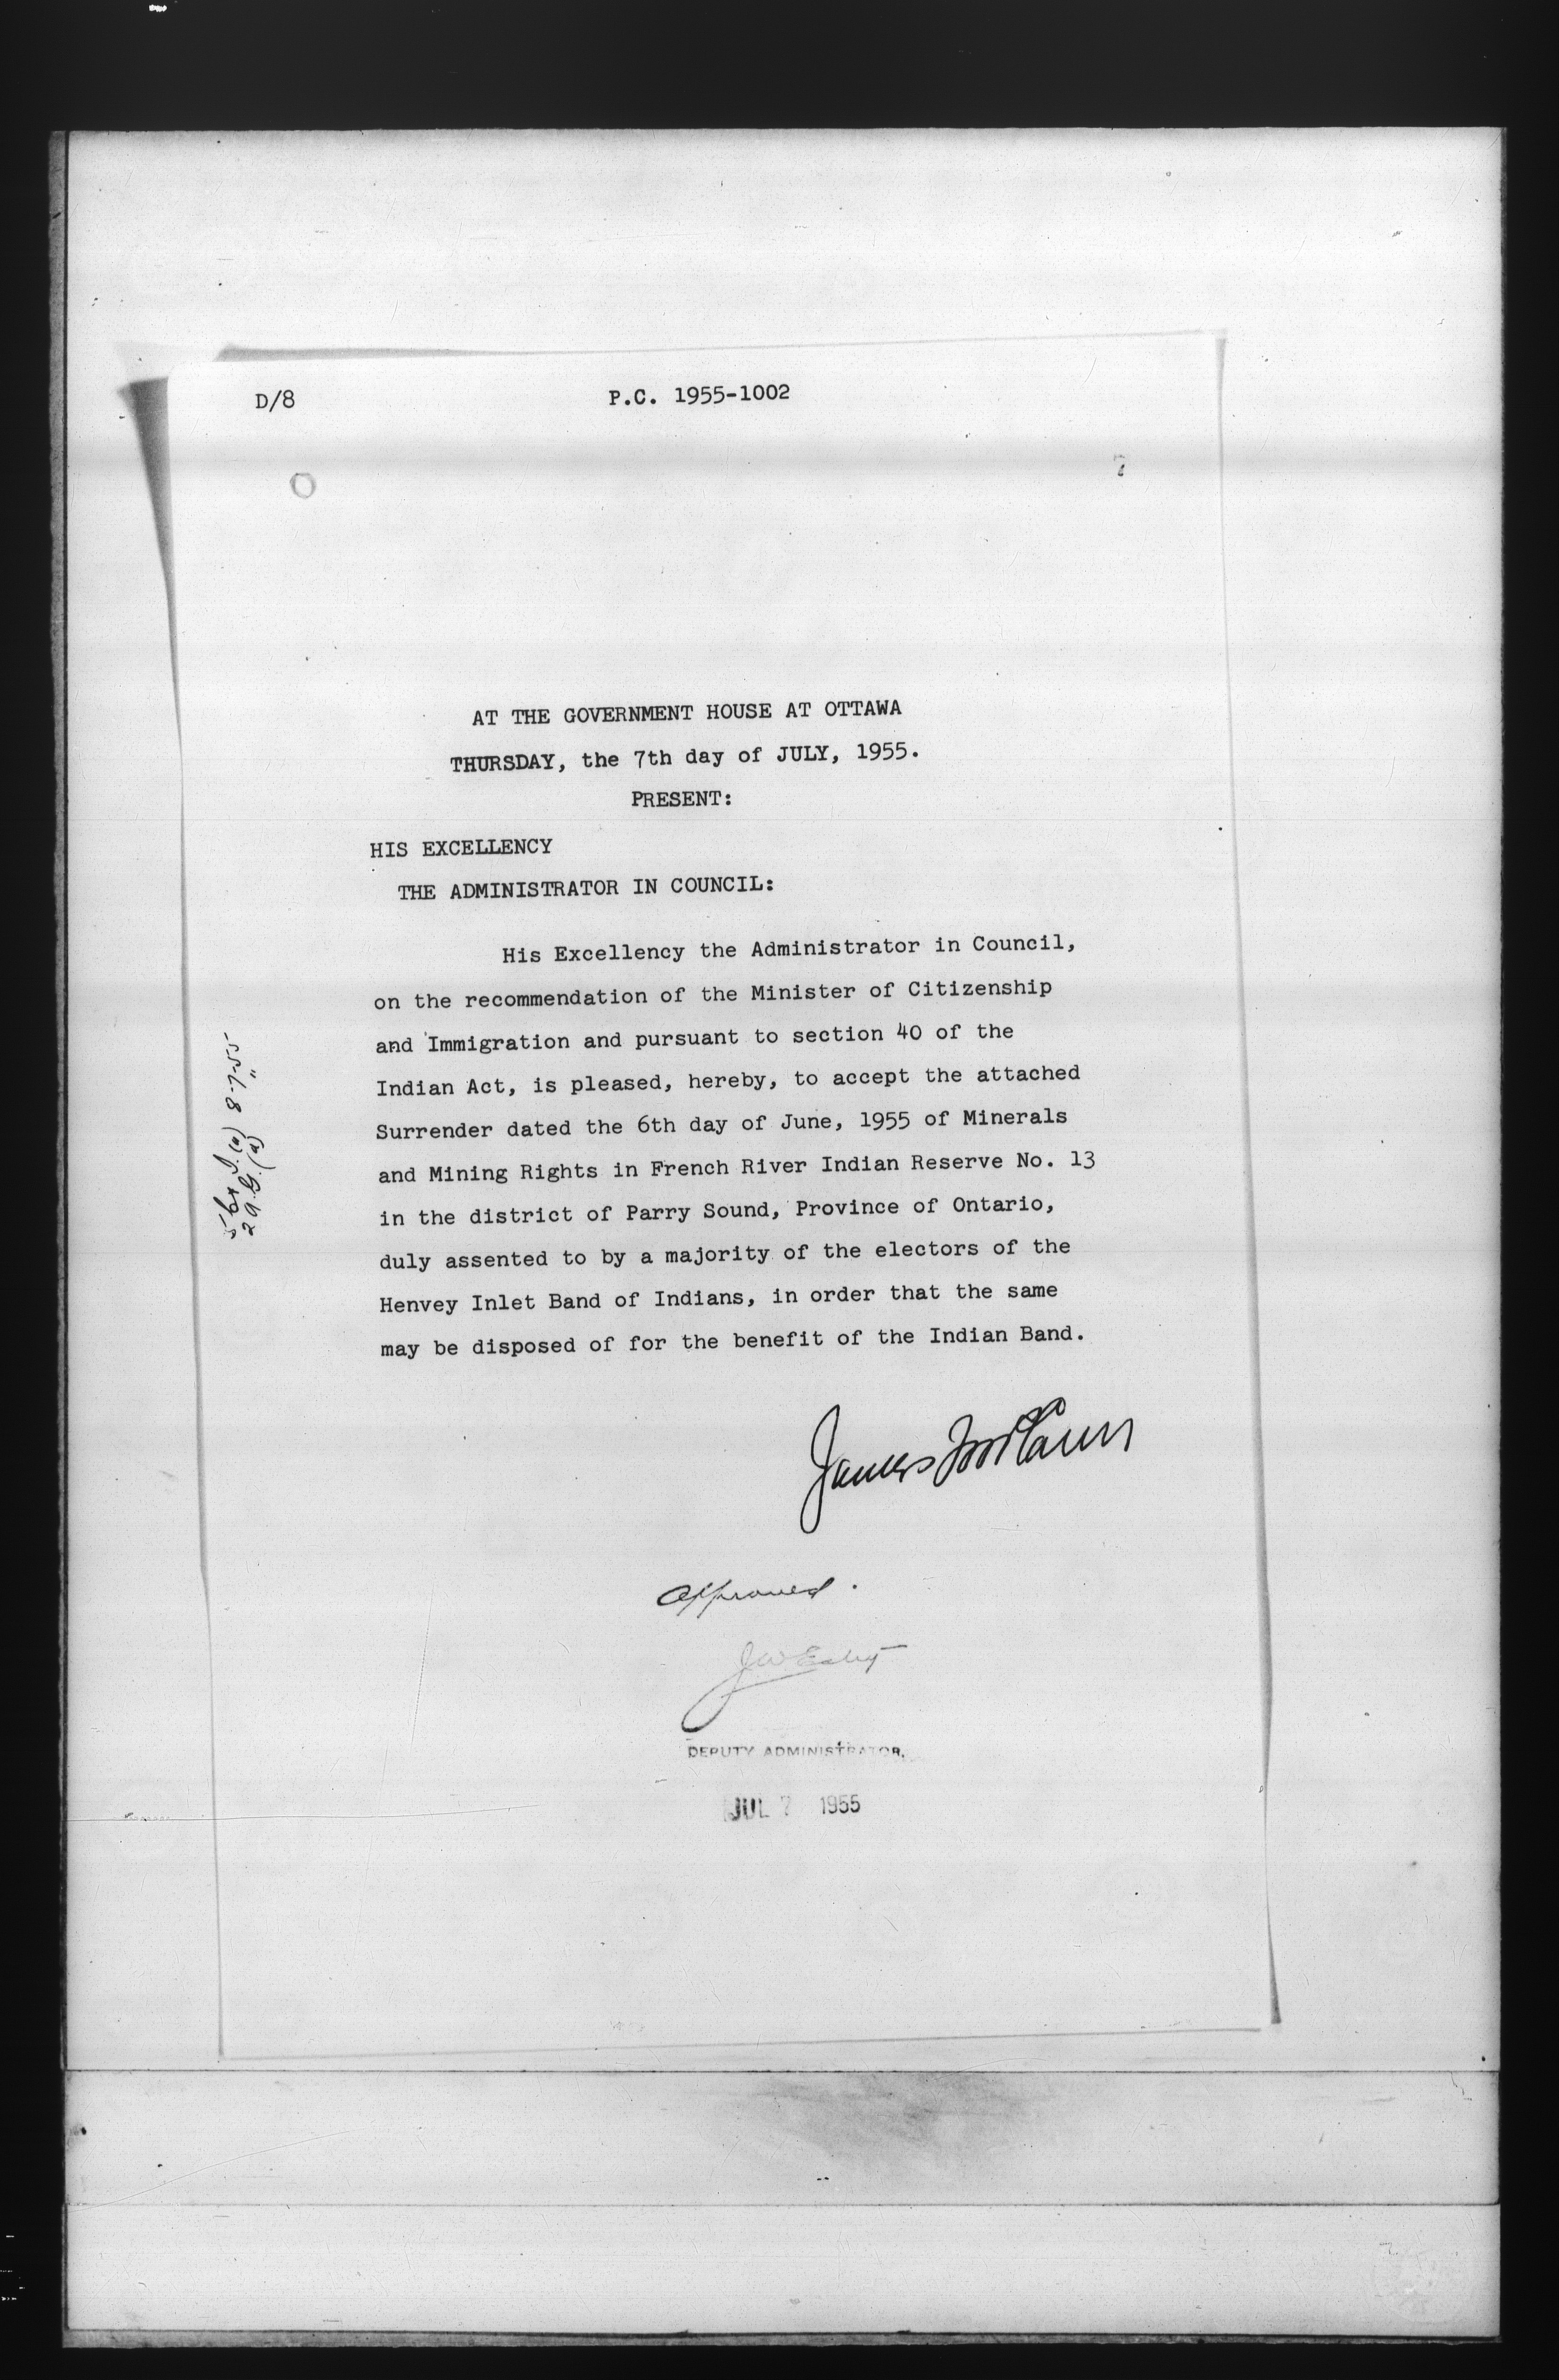 D/8
P.C. 1955-1002
7
AT THE GOVERNMENT HOUSE AT OTTAWA
THURSDAY, the 7th day of JULY, 1955.
PRESENT:
HIS EXCELLENCY
THE ADMINISTRATOR IN COUNCIL:
His Excellency the Administrator in Council,
on the recommendation of the Minister of Citizenship
and Immigration and pursuant to section 40 of the
Indian Act, is pleased, hereby, to accept the attached
Surrender dated the 6th day of June, 1955 of Minerals
and Mining Rights in French River Indian Reserve No. 13
in the district of Parry Sound, Province of Ontario,
duly assented to by a majority of the electors of the
Henvey Inlet Band of Indians, in order that the same
may be disposed of for the benefit of the Indian Band.
8-7-55
James
Approved.
DEPUTY ADMINISTRATOR.
JUL 7 1955